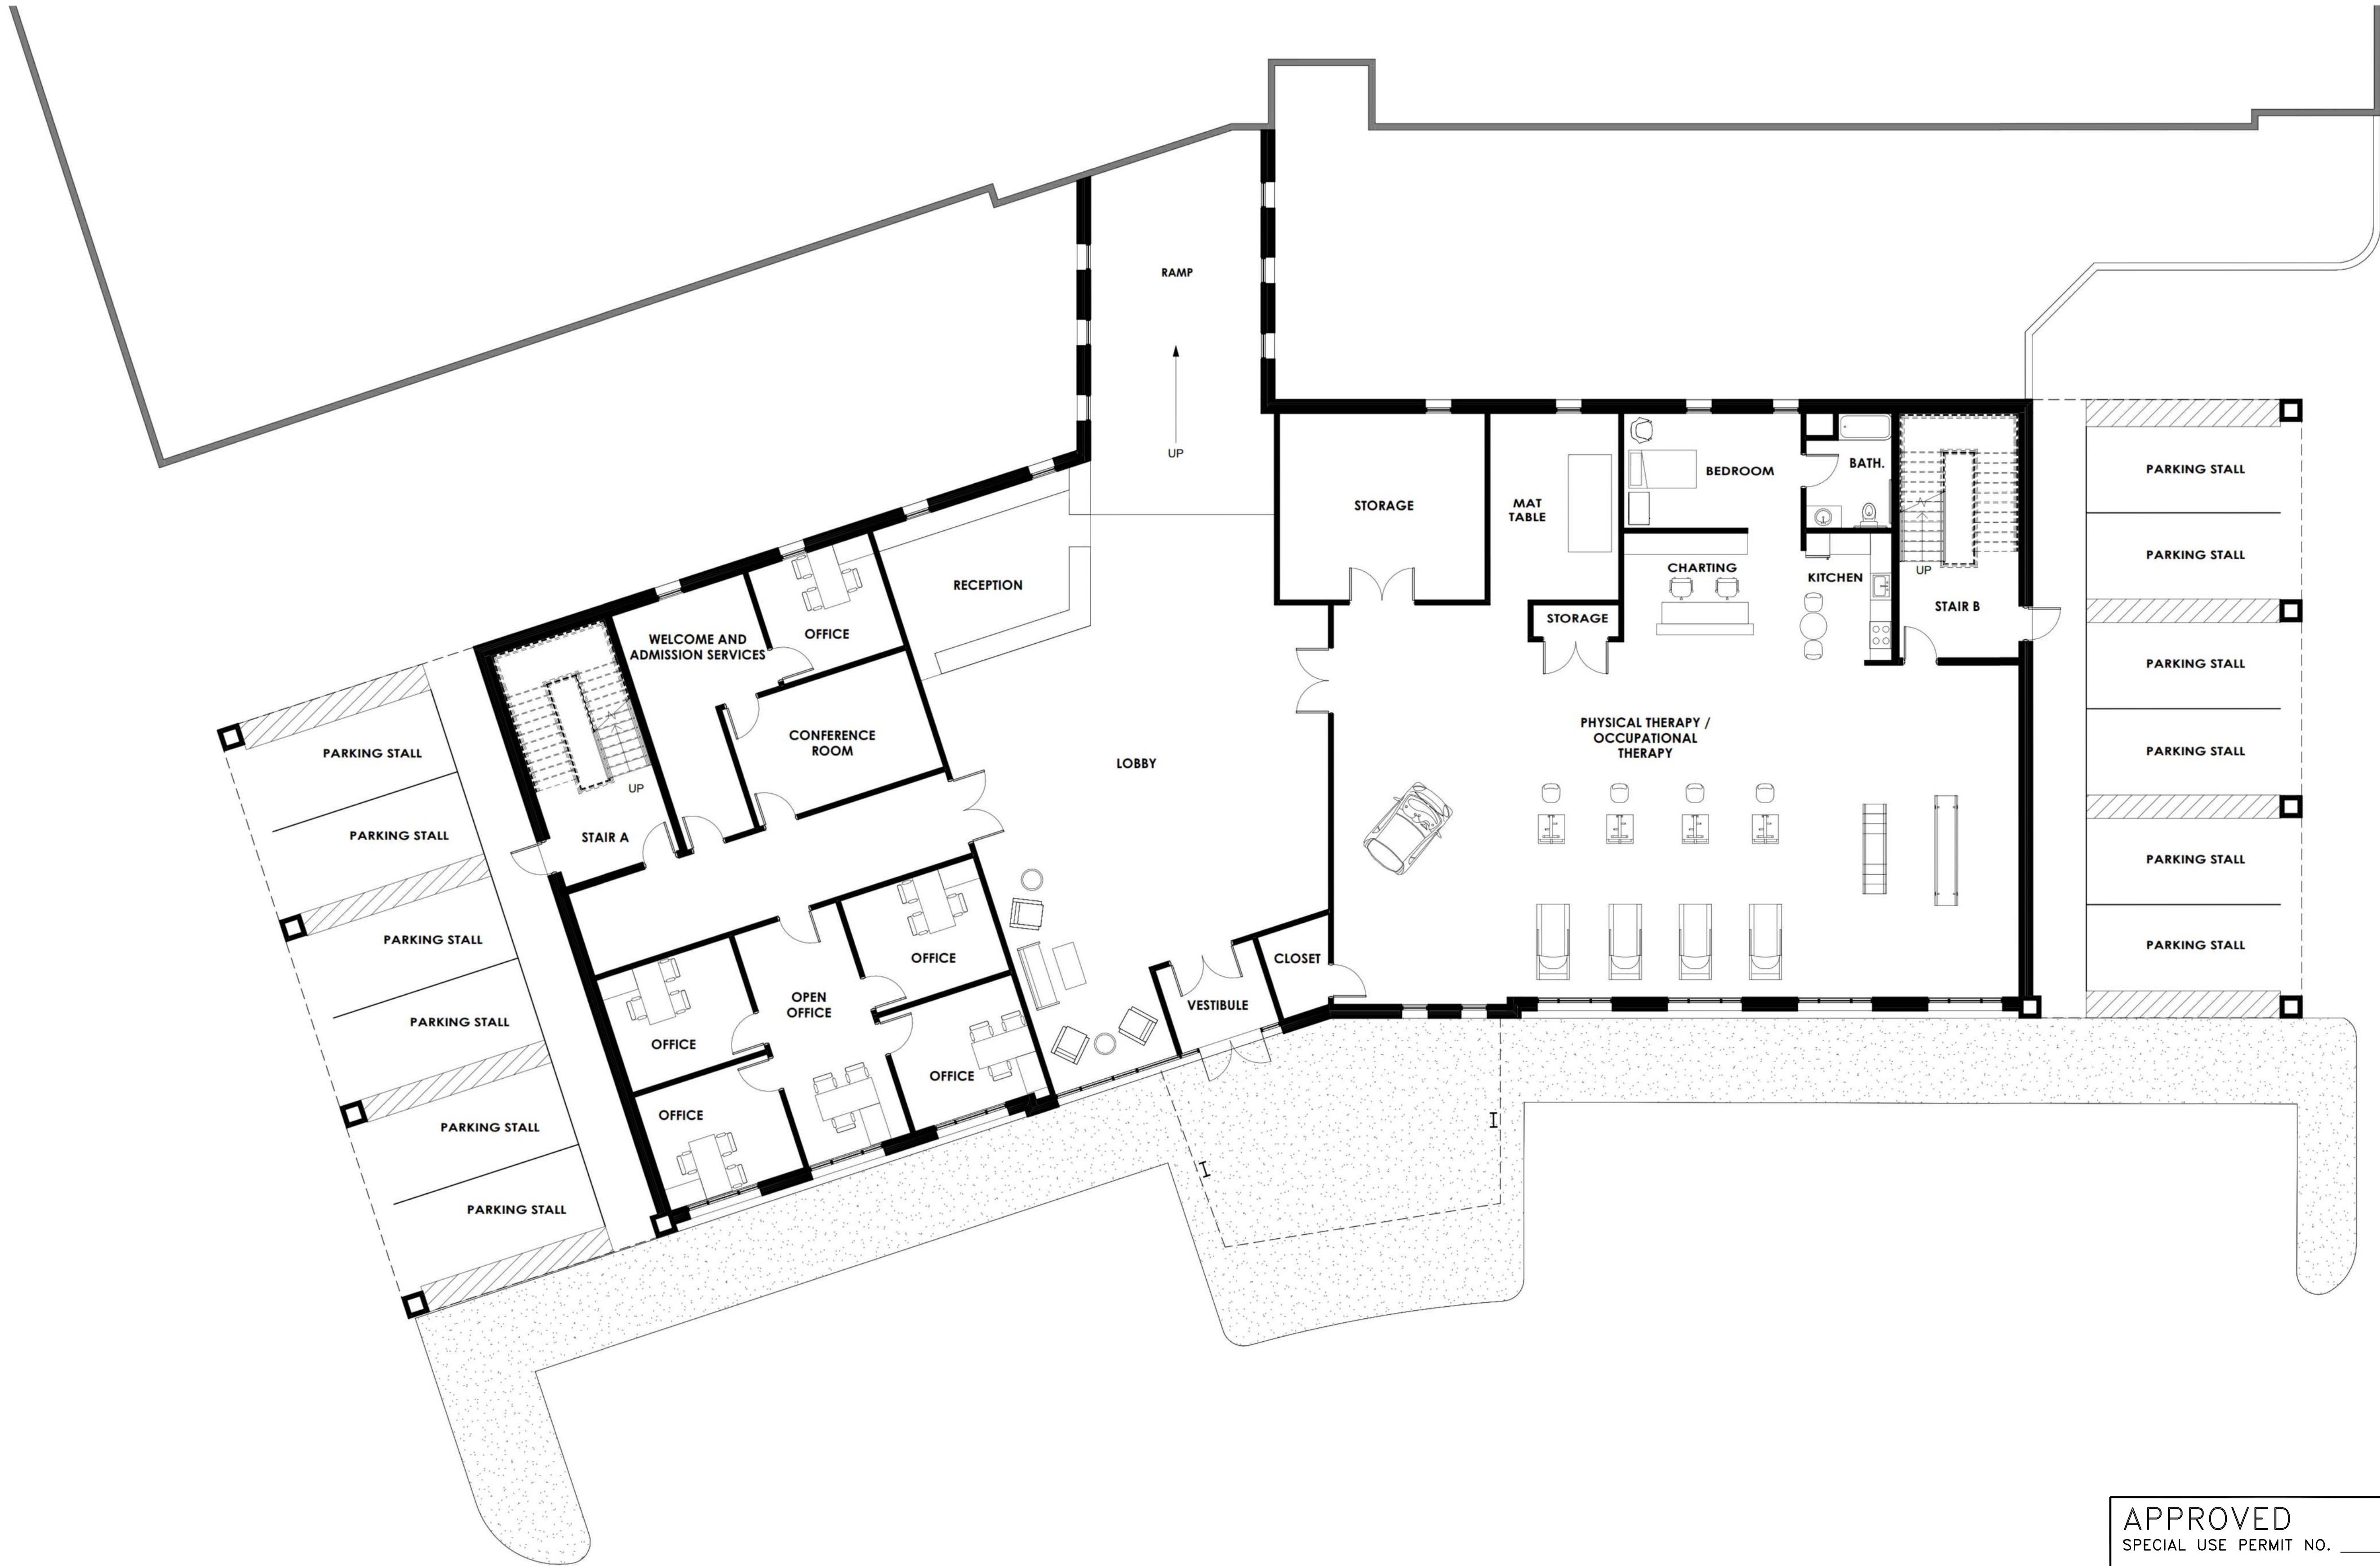 RAMP
UP
STORAGE
MAT
TABLE
BEDROOM
BATH.
PARKING STALL
PARKING STALL
PARKING STALL
PARKING STALL
PARKING STALL
PARKING STALL
CHARTING
KITCHEN
UP
STAIR B
STORAGE
RECEPTION
OFFICE
WELCOME AND
ADMISSION SERVICES
CONFERENCE
ROOM
LOBBY
PHYSICAL THERAPY /
OCCUPATIONAL
THERAPY
UP
STAIR A
PARKING STALL
PARKING STALL
PARKING STALL
PARKING STALL
PARKING STALL
PARKING STALL
OFFICE
OPEN
OFFICE
OFFICE
OFFICE
OFFICE
CLOSET
VESTIBULE
APPROVED
SPECIAL USE PERMIT NO.